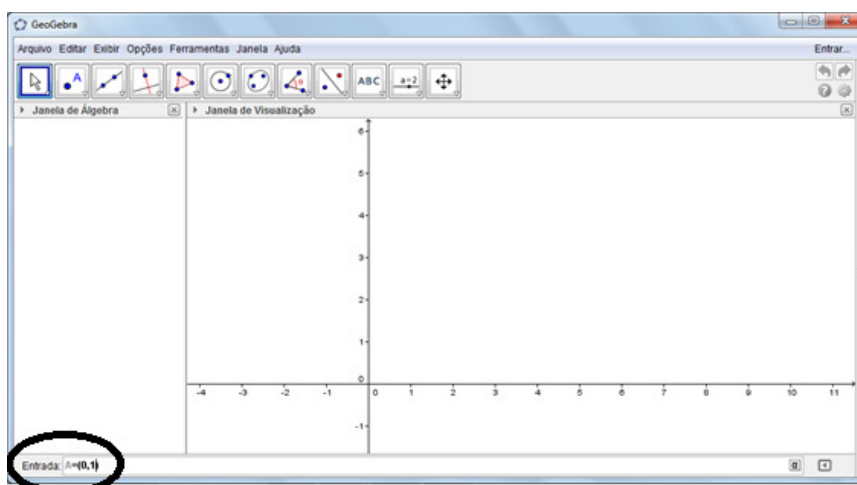 GeoGebra
Arquivo Editar Exibir Opções Ferramentas Janela Ajuda Entrar...
A ABC a=2
Janela de Álgebra Janela de Visualização
6
5
4
3
2
1
0
-4 -3 -2 -1 0 1 2 3 4 5 6 7 8 9 10 11
-1
Entrada: A=(0,1) α